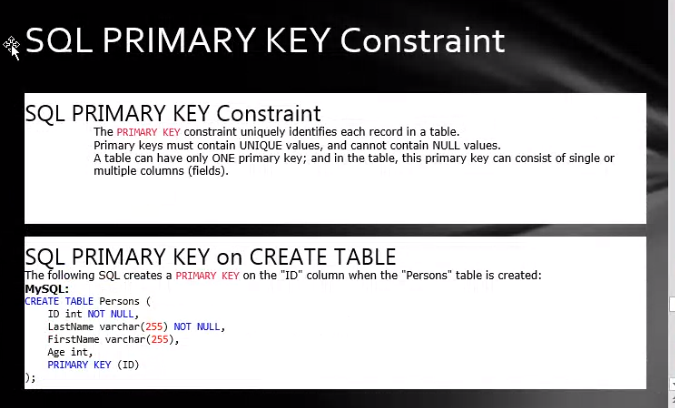 SQL PRIMARY KEY Constraint
SQL PRIMARY KEY Constraint
The PRIMARY KEY constraint uniquely identifies each record in a table.
Primary keys must contain UNIQUE values, and cannot contain NULL values.
A table can have only ONE primary key; and in the table, this primary key can consist of single or
multiple columns (fields).
SQL PRIMARY KEY on CREATE TABLE
The following SQL creates a PRIMARY KEY on the "ID" column when the "Persons" table is created:
MySQL:
CREATE TABLE Persons (
    ID int NOT NULL,
    LastName varchar(255) NOT NULL,
    FirstName varchar(255),
    Age int,
    PRIMARY KEY (ID)
);